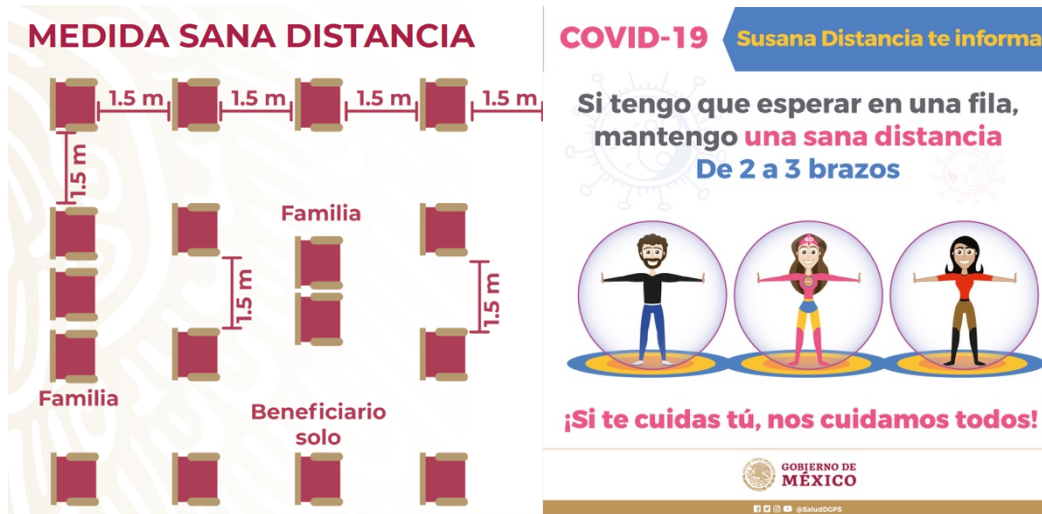 MEDIDA SANA DISTANCIA
1.5 m
1.5 m
1.5 m
1.5 m
1.5 m
Familia
1.5 m
1.5 m
Familia
Beneficiario
solo
COVID-19
Susana Distancia te informa
Si tengo que esperar en una fila,
mantengo una sana distancia
De 2 a 3 brazos
SD
¡Si te cuidas tú, nos cuidamos todos!
GOBIERNO DE
MÉXICO
@SaludDGPS